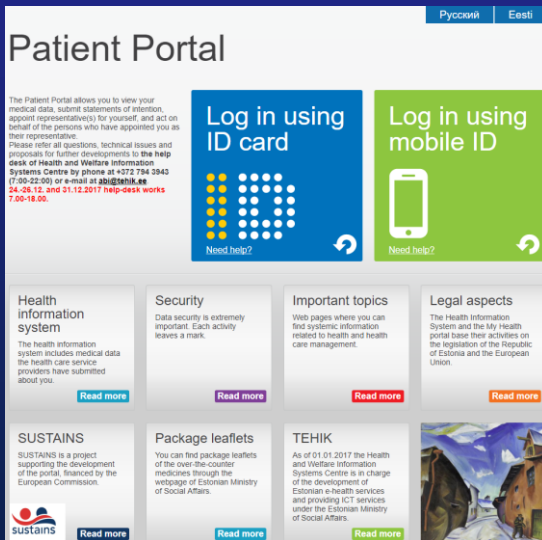 Русский Eesti
Patient Portal
The Patient Portal allows you to view your
medical data, submit statements of intention,
appoint representative(s) for yourself, and act on
behalf of the persons who have appointed you as
their representative.
Please refer all questions, technical issues and
proposals for further developments to the help
desk of Health and Welfare Information
Systems Centre by phone at +372 794 3943
(7:00-22:00) or e-mail at abi@tehik.ee
24.-26.12. and 31.12.2017 help-desk works
7.00-18.00.
Log in using
ID card
ID
Need help?
Log in using
mobile ID
Need help?
Health
information
system
The health information
system includes medical data
the health care service
providers have submitted
about you.
Read more
Security
Data security is extremely
important. Each activity
leaves a mark.
Read more
Important topics
Web pages where you can
find systemic information
related to health and health
care management.
Read more
Legal aspects
The Health Information
System and the My Health
portal base their activities on
the legislation of the Republic
of Estonia and the European
Union.
Read more
SUSTAINS
SUSTAINS is a project
supporting the development
of the portal, financed by the
European Commission.
sustains
Read more
Package leaflets
You can find package leaflets
of the over-the-counter
medicines through the
webpage of Estonian Ministry
of Social Affairs.
Read more
TEHIK
As of 01.01.2017 the Health
and Welfare Information
Systems Centre is in charge
of the development of
Estonian e-health services
and providing ICT services
under the Estonian Ministry
of Social Affairs.
Read more